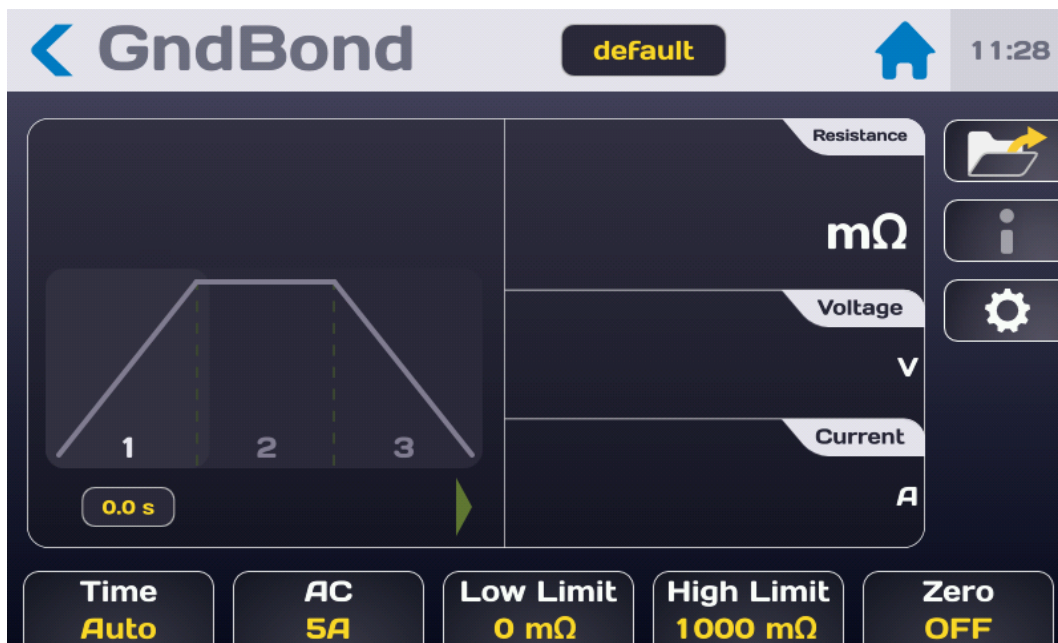 GndBond
default
11:28
Resistance
mΩ
Voltage
V
Current
A
1 2 3
0.0 s
Time
Auto
AC
5A
Low Limit
0 mΩ
High Limit
1000 mΩ
Zero
OFF